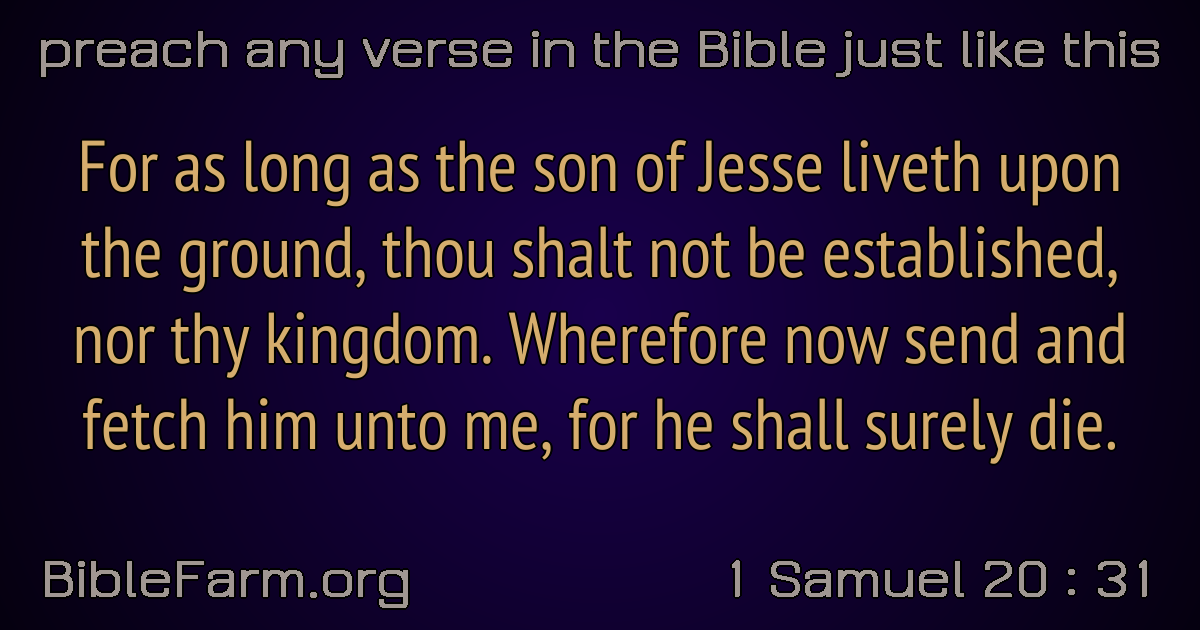 preach any verse in the Bible just like this
For as long as the son of Jesse liveth upon
the ground, thou shalt not be established,
nor thy kingdom. Wherefore now send and
fetch him unto me, for he shall surely die.
BibleFarm.org
1 Samuel 20 : 31